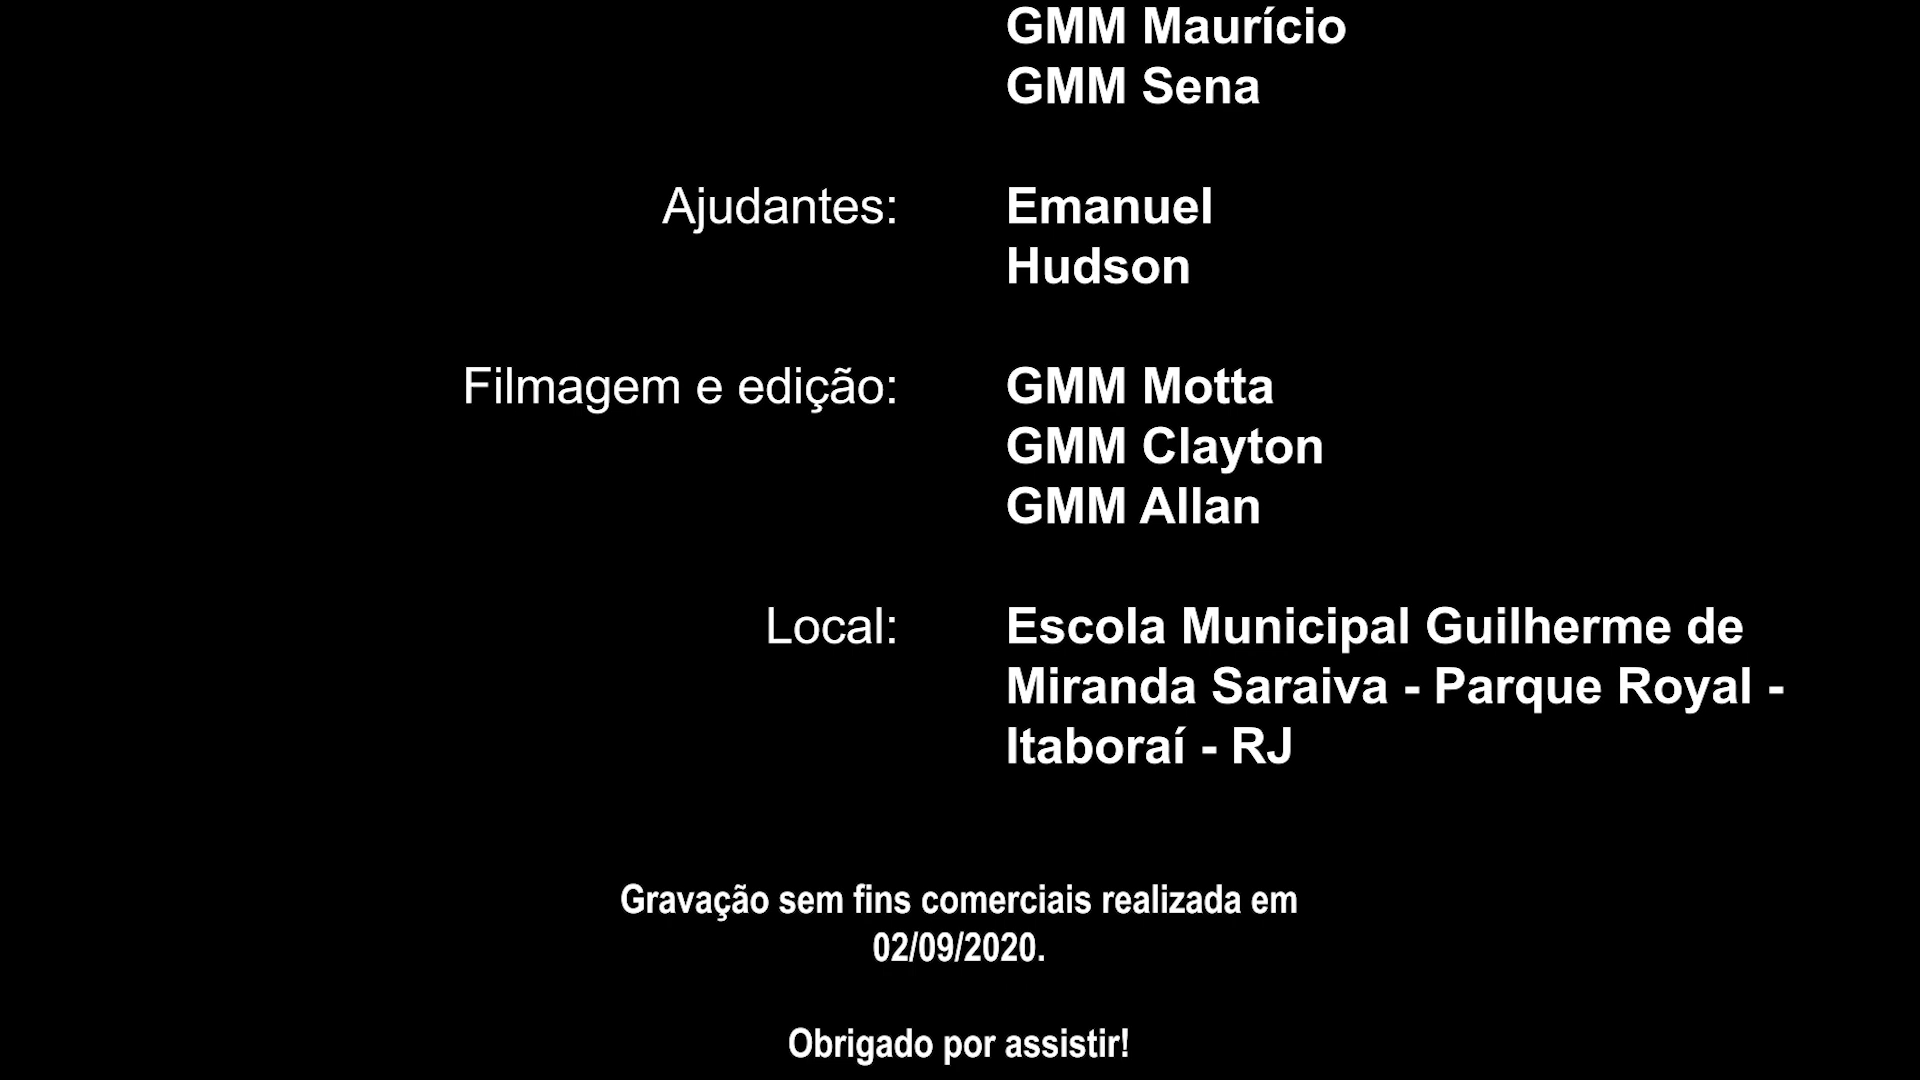 GMM Maurício
GMM Sena
Ajudantes: Emanuel
Hudson
Filmagem e edição: GMM Motta
GMM Clayton
GMM Allan
Local: Escola Municipal Guilherme de
Miranda Saraiva - Parque Royal -
Itaboraí - RJ
Gravação sem fins comerciais realizada em
02/09/2020.
Obrigado por assistir!